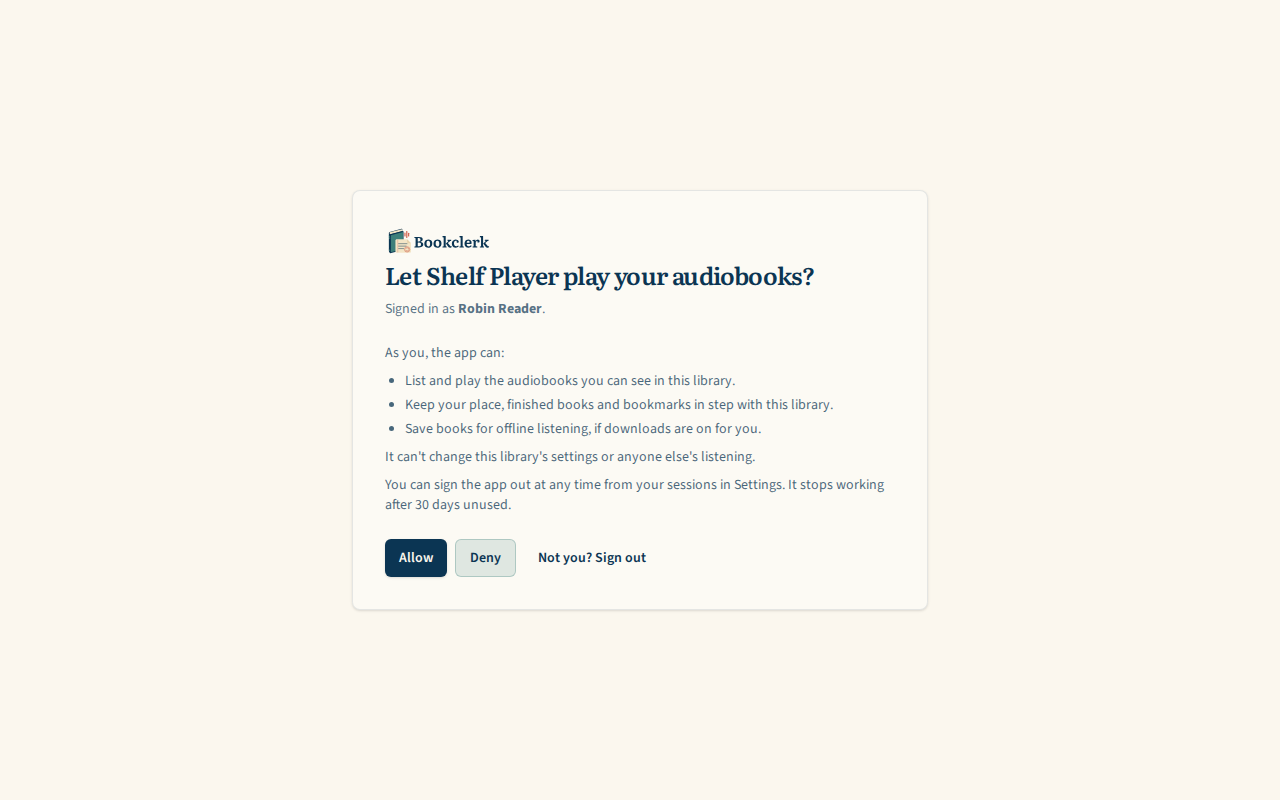 Bookclerk
Let Shelf Player play your audiobooks?
Signed in as Robin Reader.
As you, the app can:
List and play the audiobooks you can see in this library.
Keep your place, finished books and bookmarks in step with this library.
Save books for offline listening, if downloads are on for you.
It can't change this library's settings or anyone else's listening.
You can sign the app out at any time from your sessions in Settings. It stops working
after 30 days unused.
Allow Deny Not you? Sign out